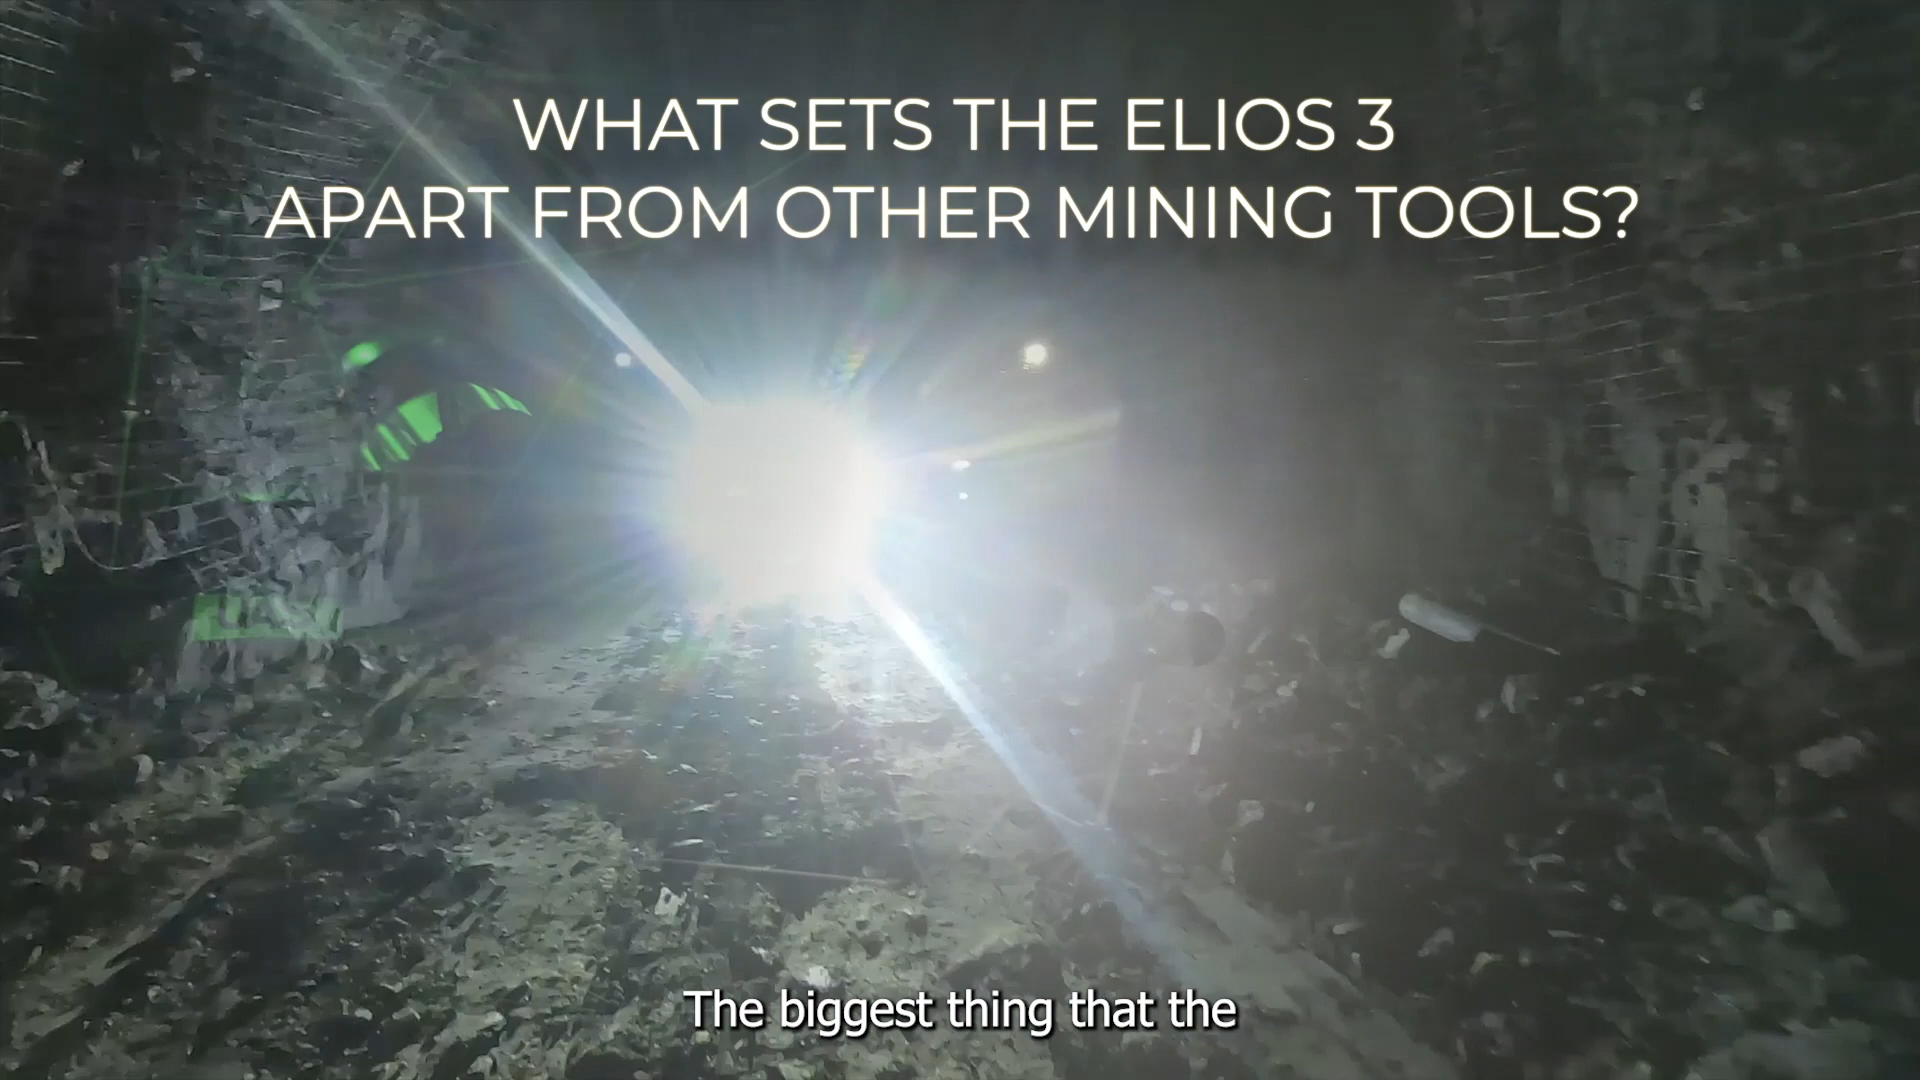 WHAT SETS THE ELIOS 3
APART FROM OTHER MINING TOOLS?
The biggest thing that the